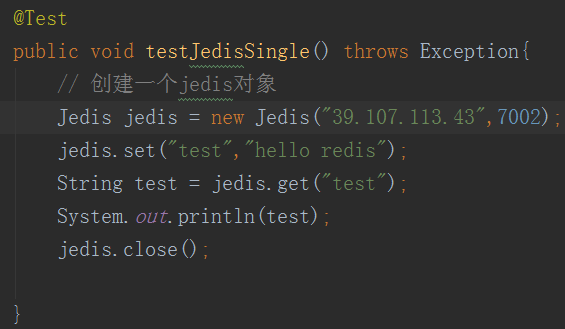 @Test
public void testJedisSingle() throws Exception{
// 创建一个jedis对象
Jedis jedis = new Jedis("39.107.113.43",7002);
jedis.set("test","hello redis");
String test = jedis.get("test");
System.out.println(test);
jedis.close();
}